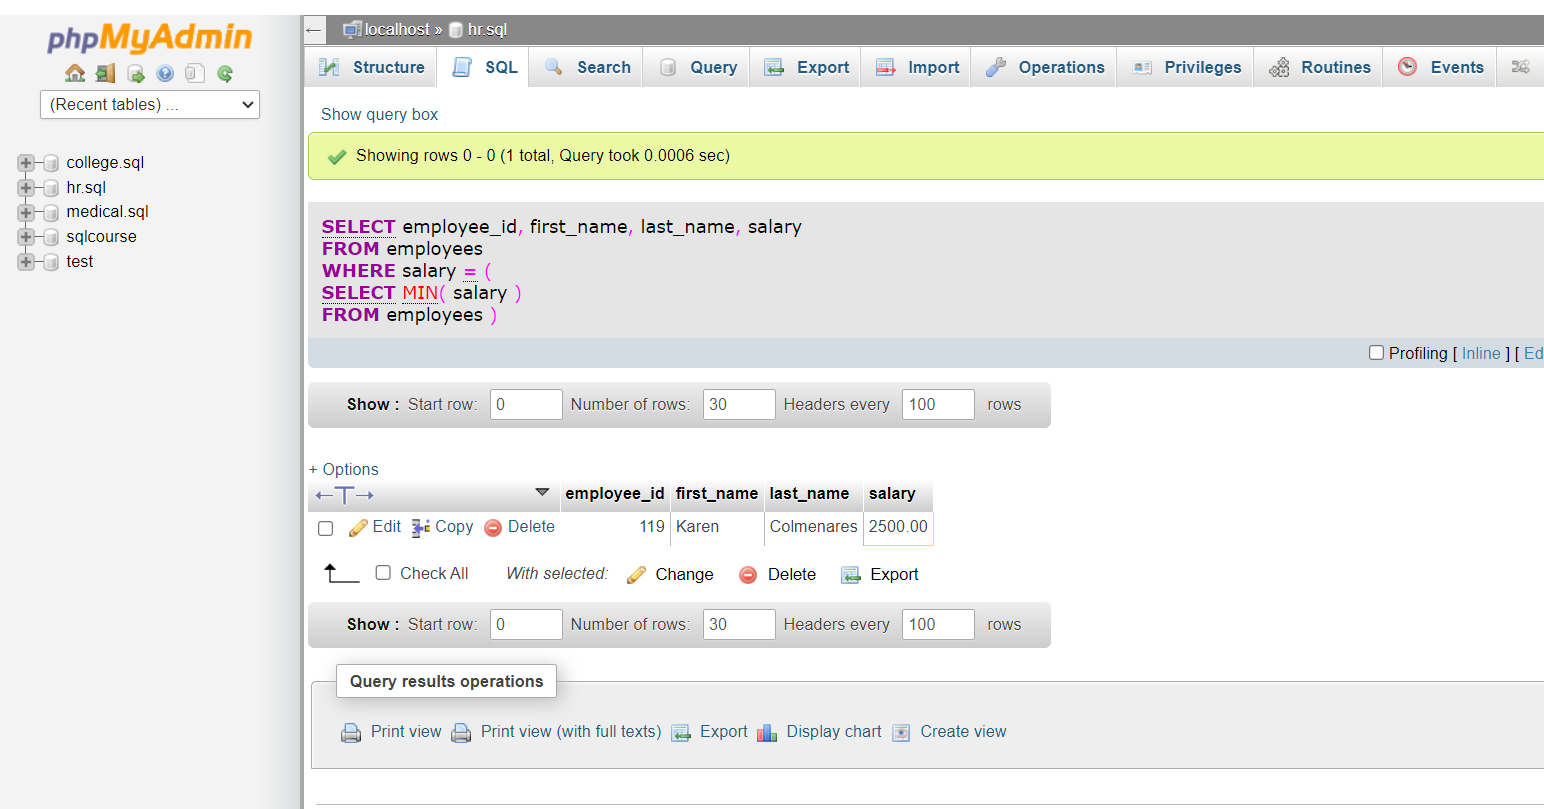 phpMyAdmin
(Recent tables) ...
college.sql
hr.sql
medical.sql
sqlcourse
test
← localhost » hr.sql
Structure SQL Search Query Export Import Operations Privileges Routines Events
Show query box
Showing rows 0 - 0 (1 total, Query took 0.0006 sec)
SELECT employee_id, first_name, last_name, salary
FROM employees
WHERE salary = (
SELECT MIN( salary )
FROM employees )
Profiling [ Inline ] [ Ed
Show : Start row: 0 Number of rows: 30 Headers every 100 rows
+ Options
←T→ employee_id first_name last_name salary
Edit Copy Delete 119 Karen Colmenares 2500.00
Check All With selected: Change Delete Export
Show : Start row: 0 Number of rows: 30 Headers every 100 rows
Query results operations
Print view Print view (with full texts) Export Display chart Create view